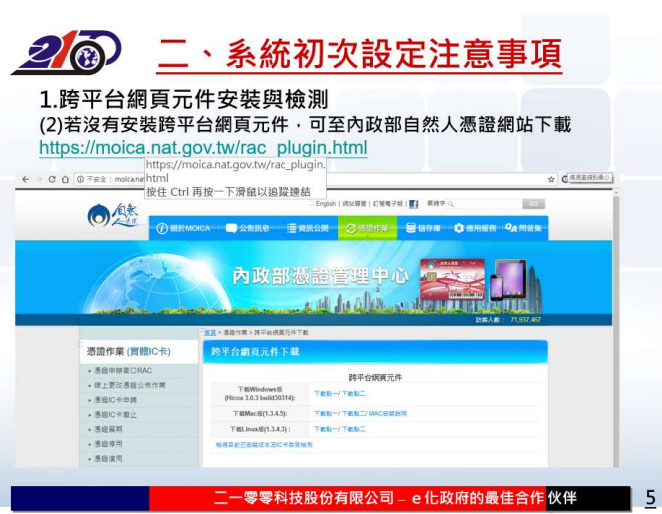 2100
二、系統初次設定注意事項
1.跨平台網頁元件安裝與檢測
(2)若沒有安裝跨平台網頁元件，可至內政部自然人憑證網站下載
https://moica.nat.gov.tw/rac_plugin.html
https://moica.nat.gov.tw/rac_plugin.
html
按住 Ctrl 再按一下滑鼠以追蹤連結
不安全 | moica.nat
English | 網站導覽 | 訂閱電子報 | 關鍵字 GO
自然
人憑證
關於MOICA 公告訊息 資訊公開 憑證作業 儲存庫 應用服務 QA 問答集
內政部憑證管理中心
訪客人數： 71,937,467
首頁 > 憑證作業 > 跨平台網頁元件下載
憑證作業 (實體IC卡)
憑證申辦窗口RAC
線上更改憑證公佈作業
憑證IC卡申請
憑證IC卡廢止
憑證展期
憑證停用
憑證復用
跨平台網頁元件下載
跨平台網頁元件
下載Windows版
(Hicos 3.0.3 build30314):
下載點一/ 下載點二
下載Mac版(1.3.4.5):
下載點一/ 下載點二/ MAC安裝說明
下載Linux版(1.3.4.3) :
下載點一/ 下載點二
二一零零科技股份有限公司 – e 化政府的最佳合作伙伴
5